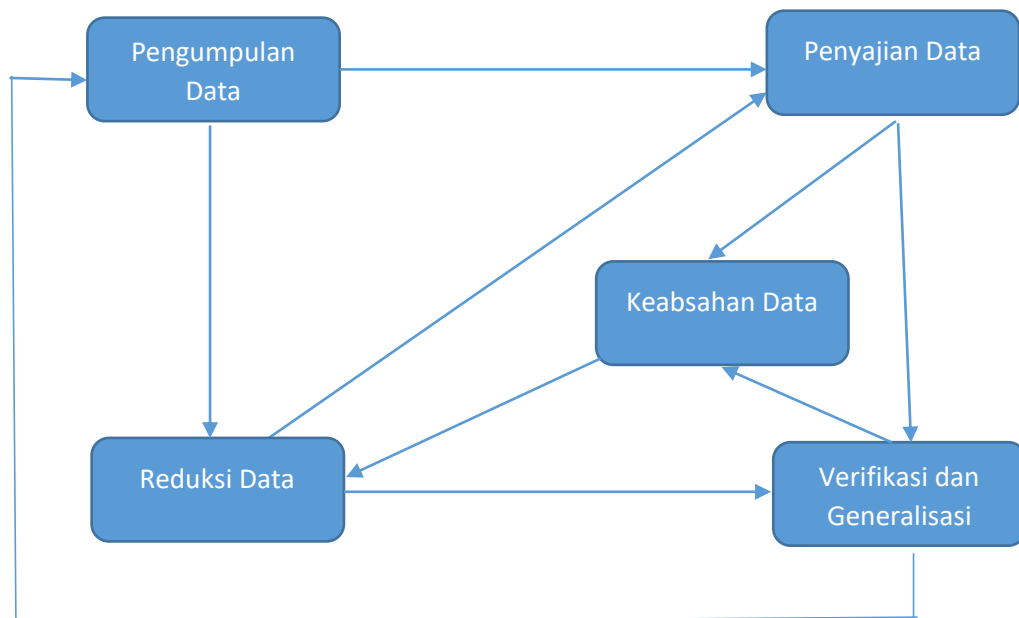 Pengumpulan
Data
Penyajian Data
Keabsahan Data
Reduksi Data
Verifikasi dan
Generalisasi